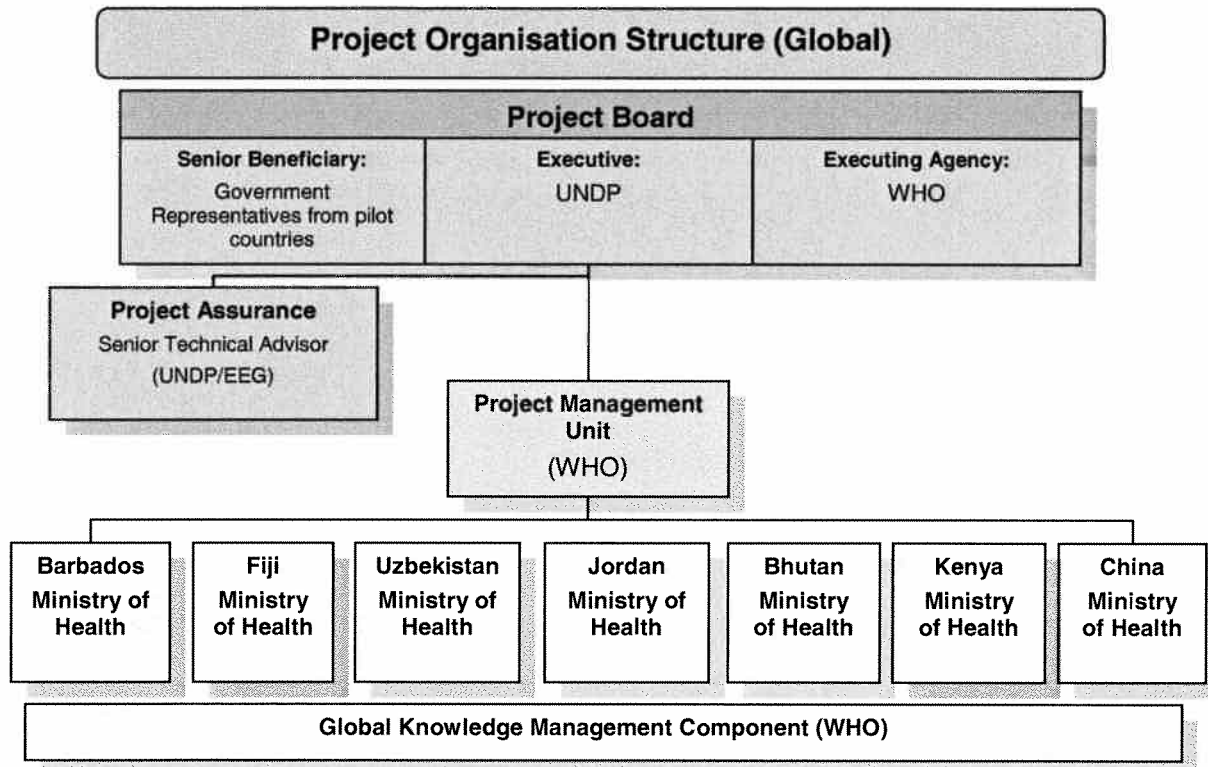 Project Organisation Structure (Global)
Project Board
Senior Beneficiary:
Government
Representatives from pilot
countries
Executive:
UNDP
Executing Agency:
WHO
Project Assurance
Senior Technical Advisor
(UNDP/EEG)
Project Management
Unit
(WHO)
Barbados
Ministry of
Health
Fiji
Ministry
of Health
Uzbekistan
Ministry of
Health
Jordan
Ministry of
Health
Bhutan
Ministry
of Health
Kenya
Ministry
of Health
China
Ministry
of Health
Global Knowledge Management Component (WHO)